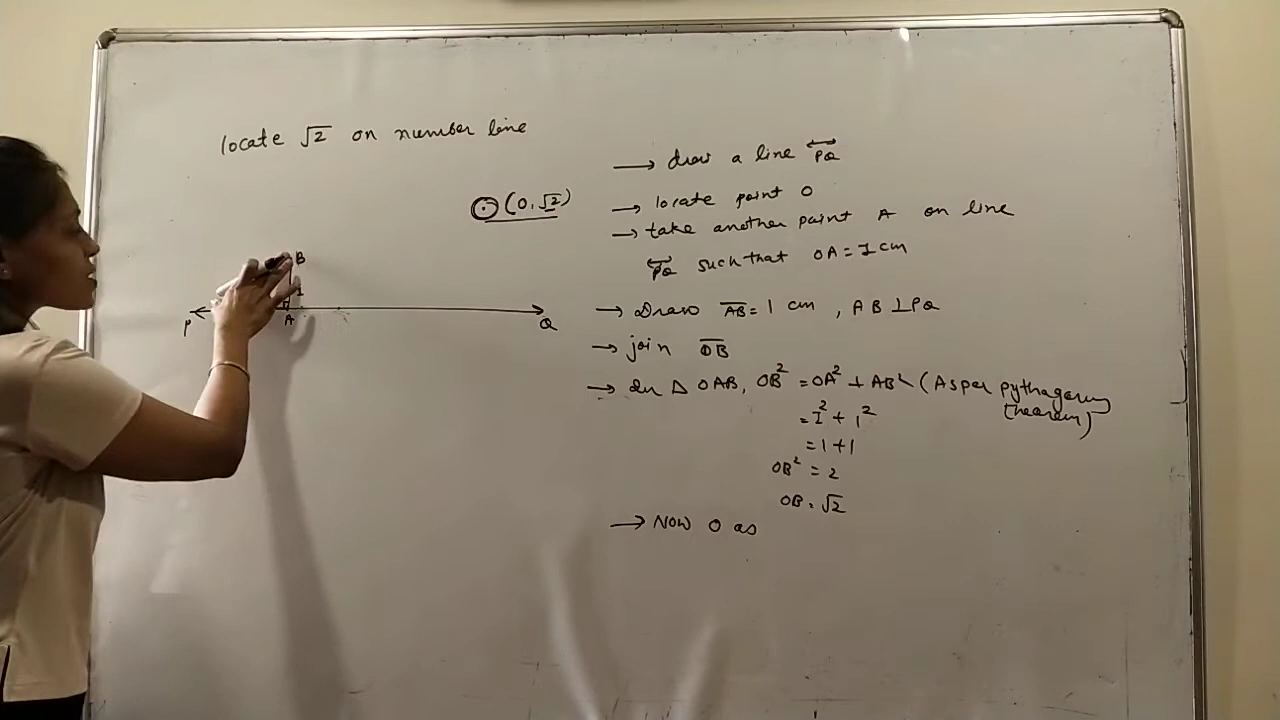 locate √2 on number line
⊙(0,√2)
B
1
P A Q
→ draw a line PQ
→ locate point O
→ take another point A on line
PQ such that OA = 1 cm
→ Draw AB = 1 cm , AB ⊥ PQ
→ join OB
→ In Δ OAB, OB² = OA² + AB² (As per pythagorus
theorem)
= 1² + 1²
= 1 + 1
OB² = 2
OB = √2
→ Now O as